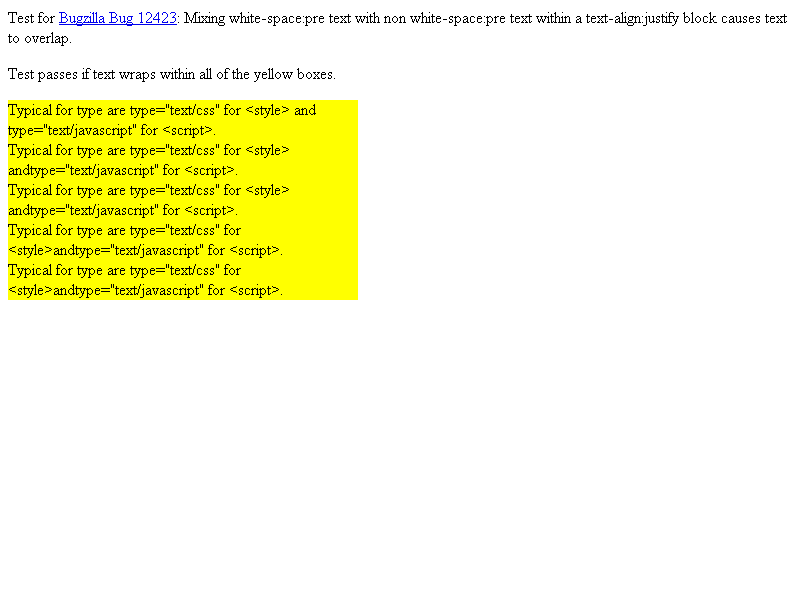 Test for Bugzilla Bug 12423: Mixing white-space:pre text with non white-space:pre text within a text-align:justify block causes text
to overlap.
Test passes if text wraps within all of the yellow boxes.
Typical for type are type="text/css" for <style> and
type="text/javascript" for <script>.
Typical for type are type="text/css" for <style>
andtype="text/javascript" for <script>.
Typical for type are type="text/css" for <style>
andtype="text/javascript" for <script>.
Typical for type are type="text/css" for
<style>andtype="text/javascript" for <script>.
Typical for type are type="text/css" for
<style>andtype="text/javascript" for <script>.